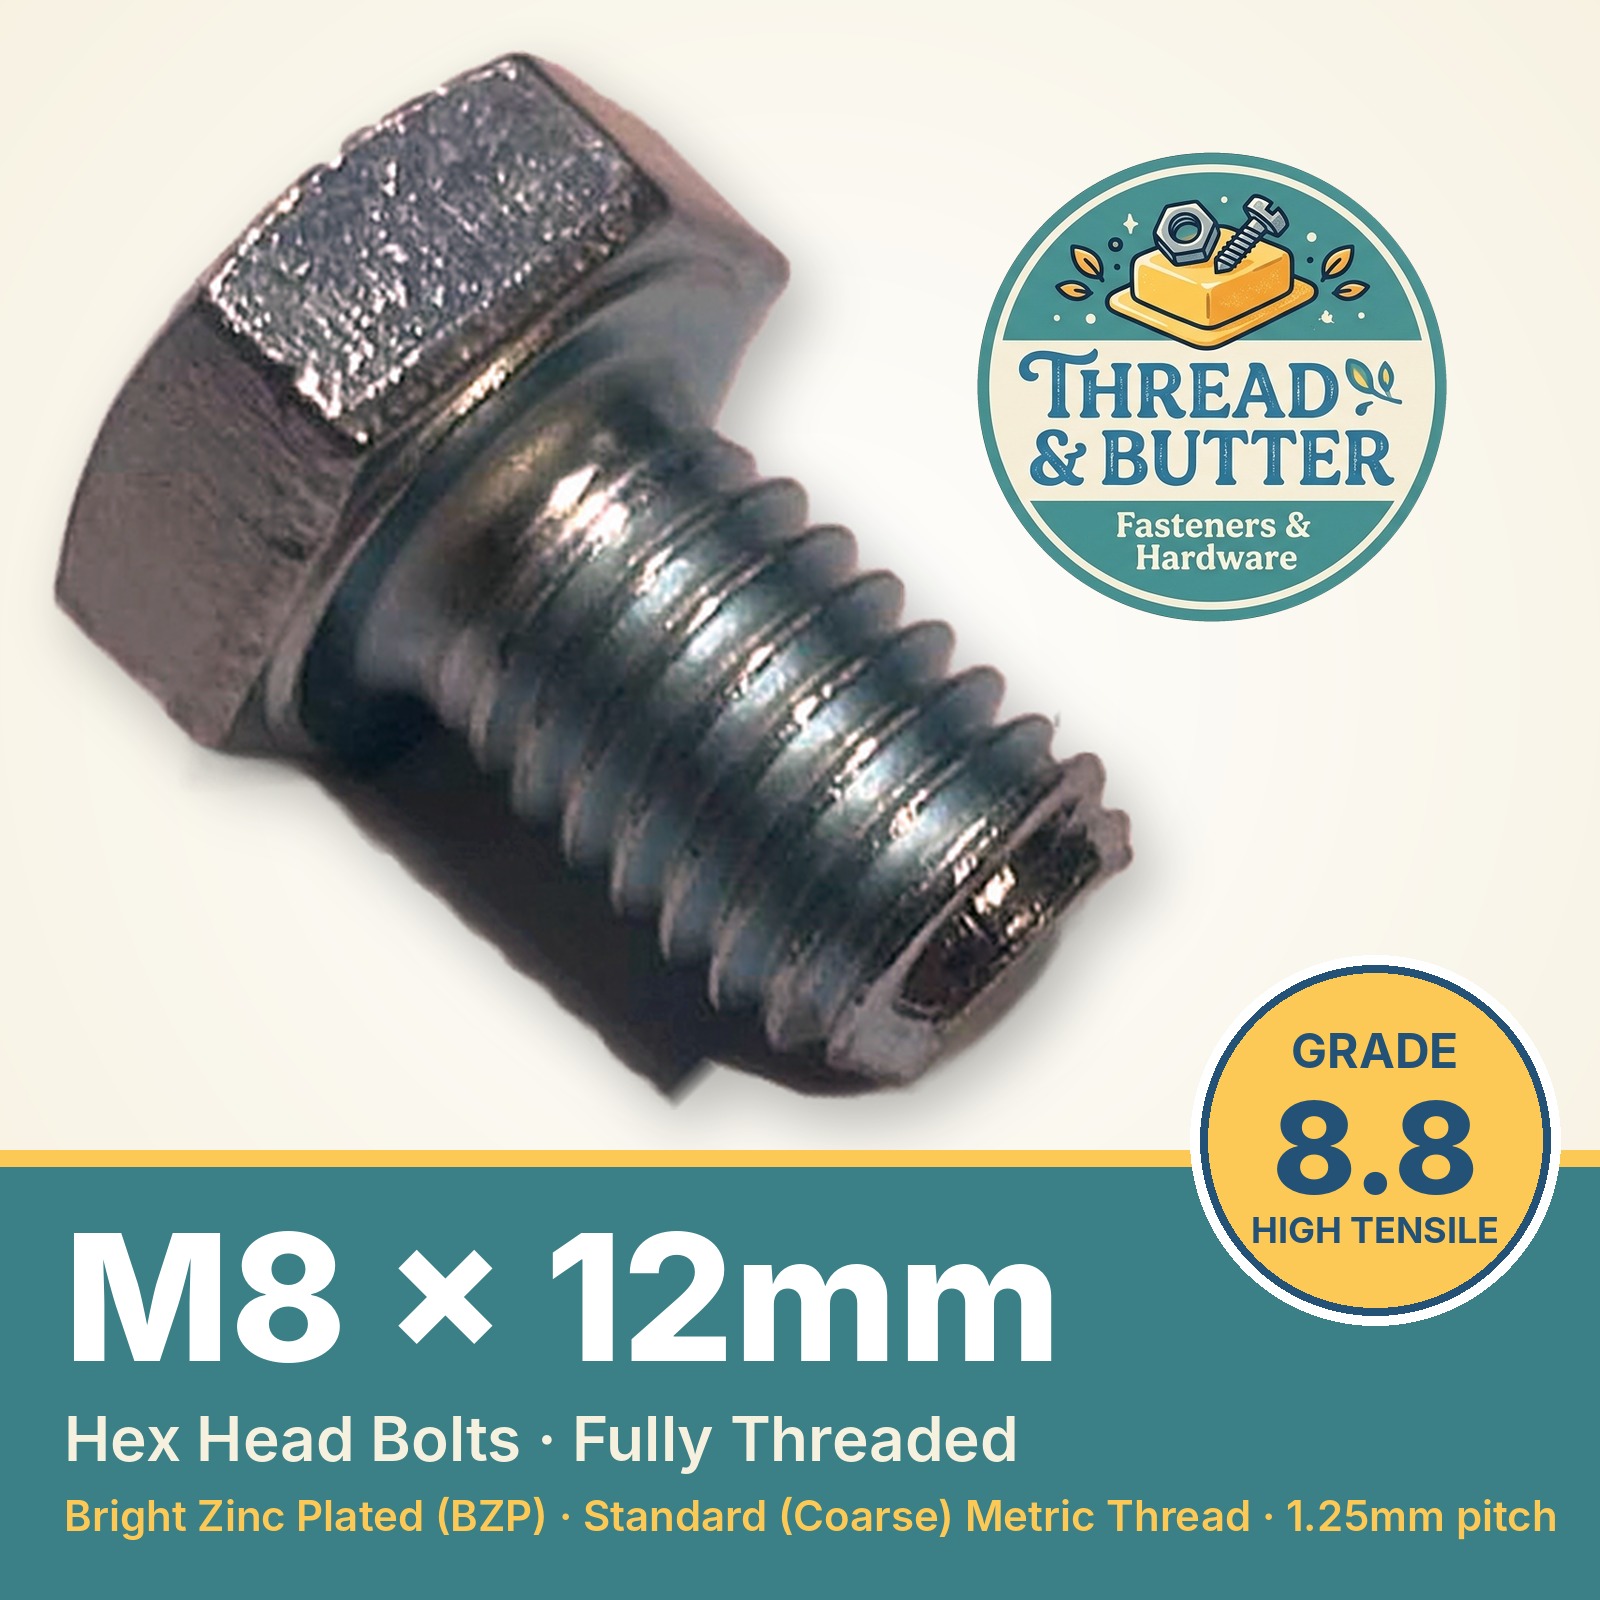 THREAD
& BUTTER
Fasteners &
Hardware
GRADE
8.8
HIGH TENSILE
M8 × 12mm
Hex Head Bolts · Fully Threaded
Bright Zinc Plated (BZP) · Standard (Coarse) Metric Thread · 1.25mm pitch